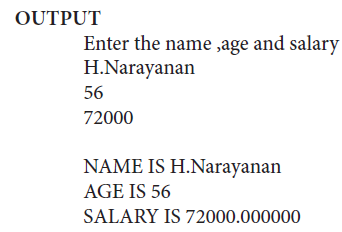 OUTPUT
Enter the name ,age and salary
H.Narayanan
56
72000
NAME IS H.Narayanan
AGE IS 56
SALARY IS 72000.000000